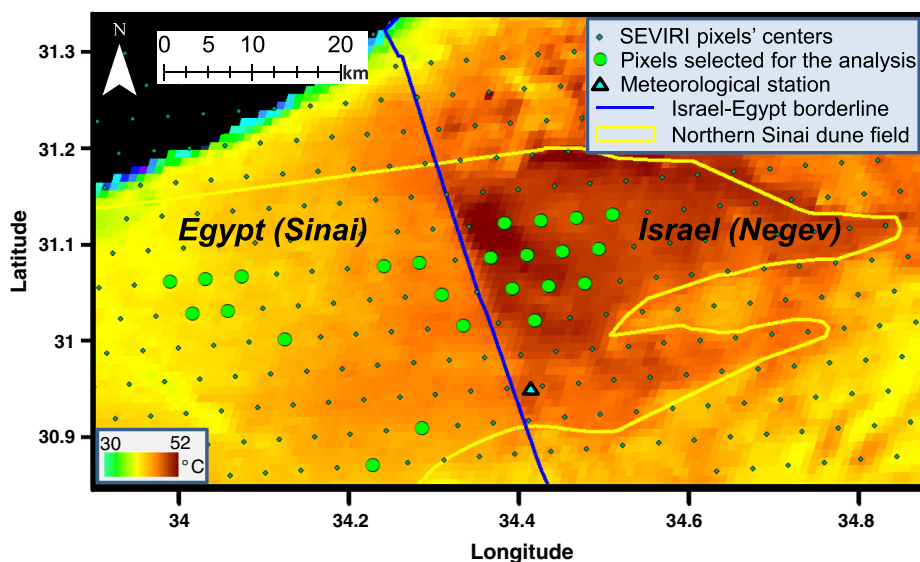 N
0 5 10 20
km
SEVIRI pixels' centers
Pixels selected for the analysis
Meteorological station
Israel-Egypt borderline
Northern Sinai dune field
31.3
31.2
31.1
31
30.9
Latitude
Egypt (Sinai)
Israel (Negev)
30 52
°C
34 34.2 34.4 34.6 34.8
Longitude